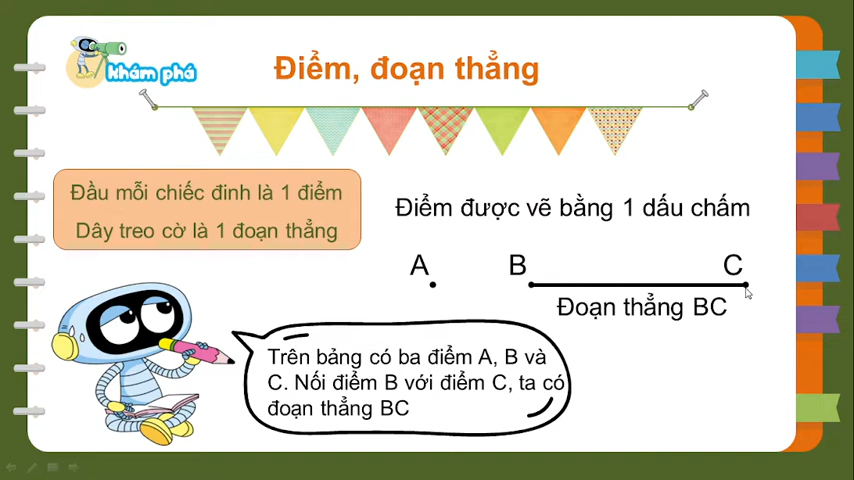 khám phá
Điểm, đoạn thẳng
Đầu mỗi chiếc đinh là 1 điểm
Dây treo cờ là 1 đoạn thẳng
Điểm được vẽ bằng 1 dấu chấm
A B C
Đoạn thẳng BC
Trên bảng có ba điểm A, B và
C. Nối điểm B với điểm C, ta có
đoạn thẳng BC